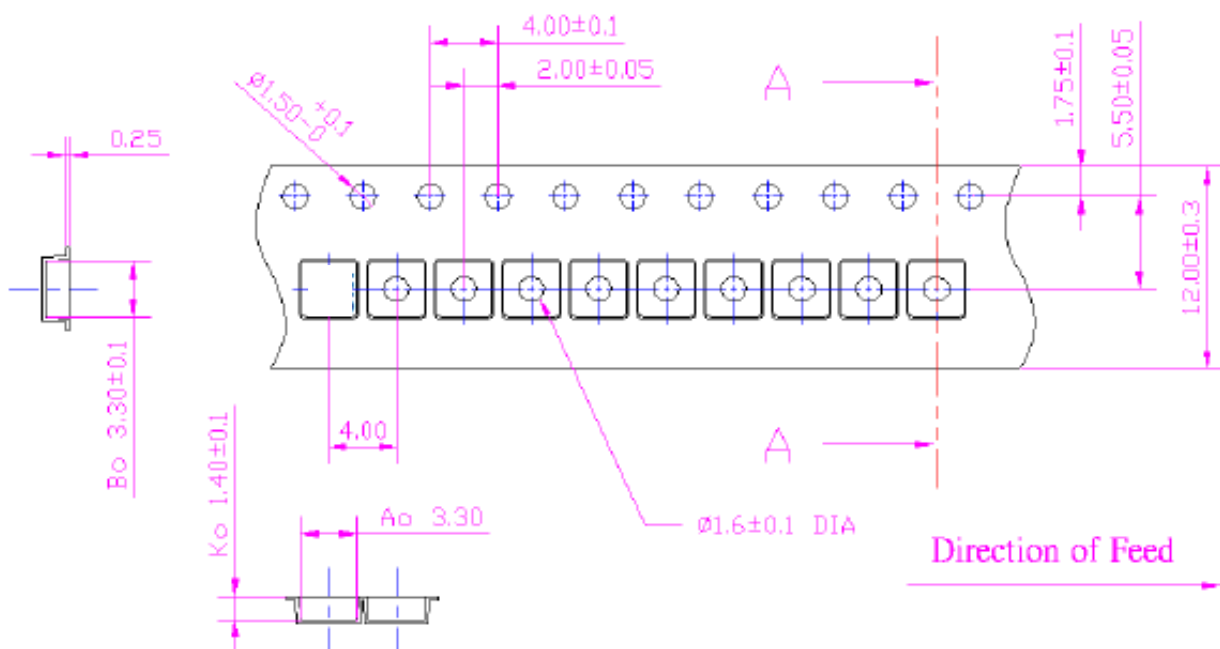 4.00±0.1
2.00±0.05
Ø1.50 +0.1
-0
A
1.75±0.1
5.50±0.05
0.25
12.00±0.3
Bo 3.30±0.1
4.00
A
Ko 1.40±0.1
Ao 3.30
Ø1.6±0.1 DIA
Direction of Feed